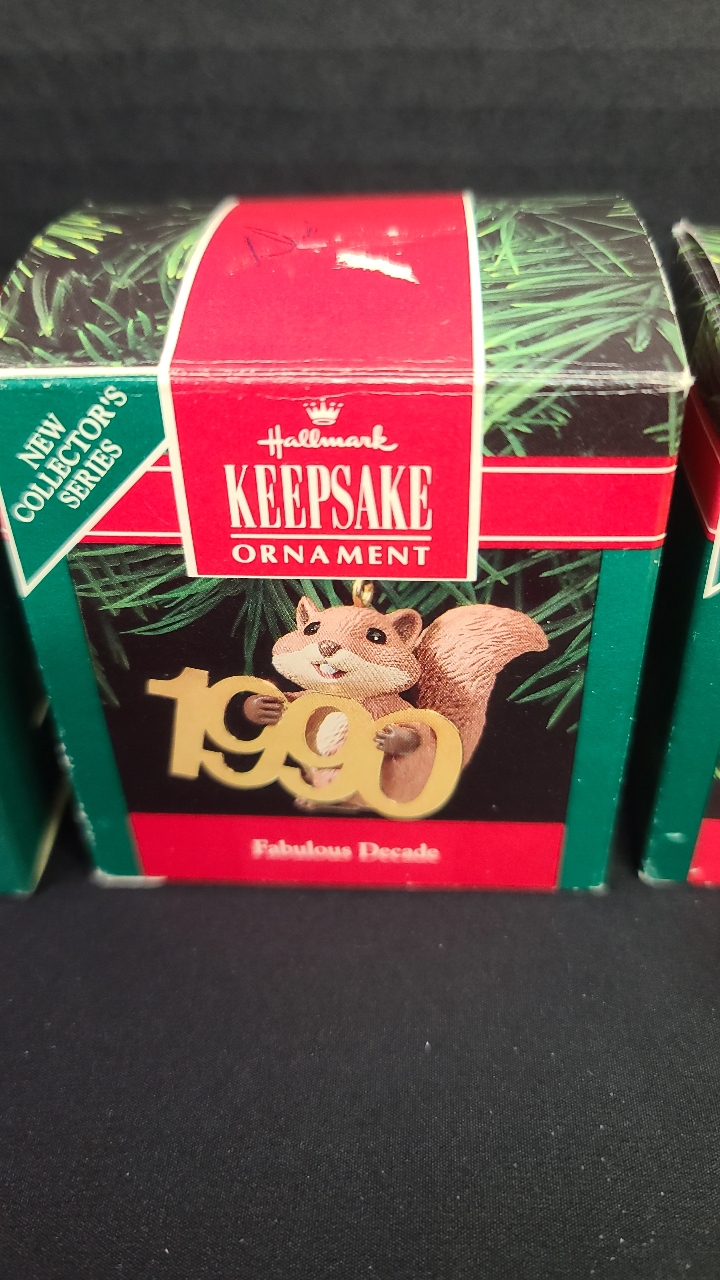 NEW
COLLECTOR'S
SERIES
Hallmark
KEEPSAKE
ORNAMENT
1990
Fabulous Decade